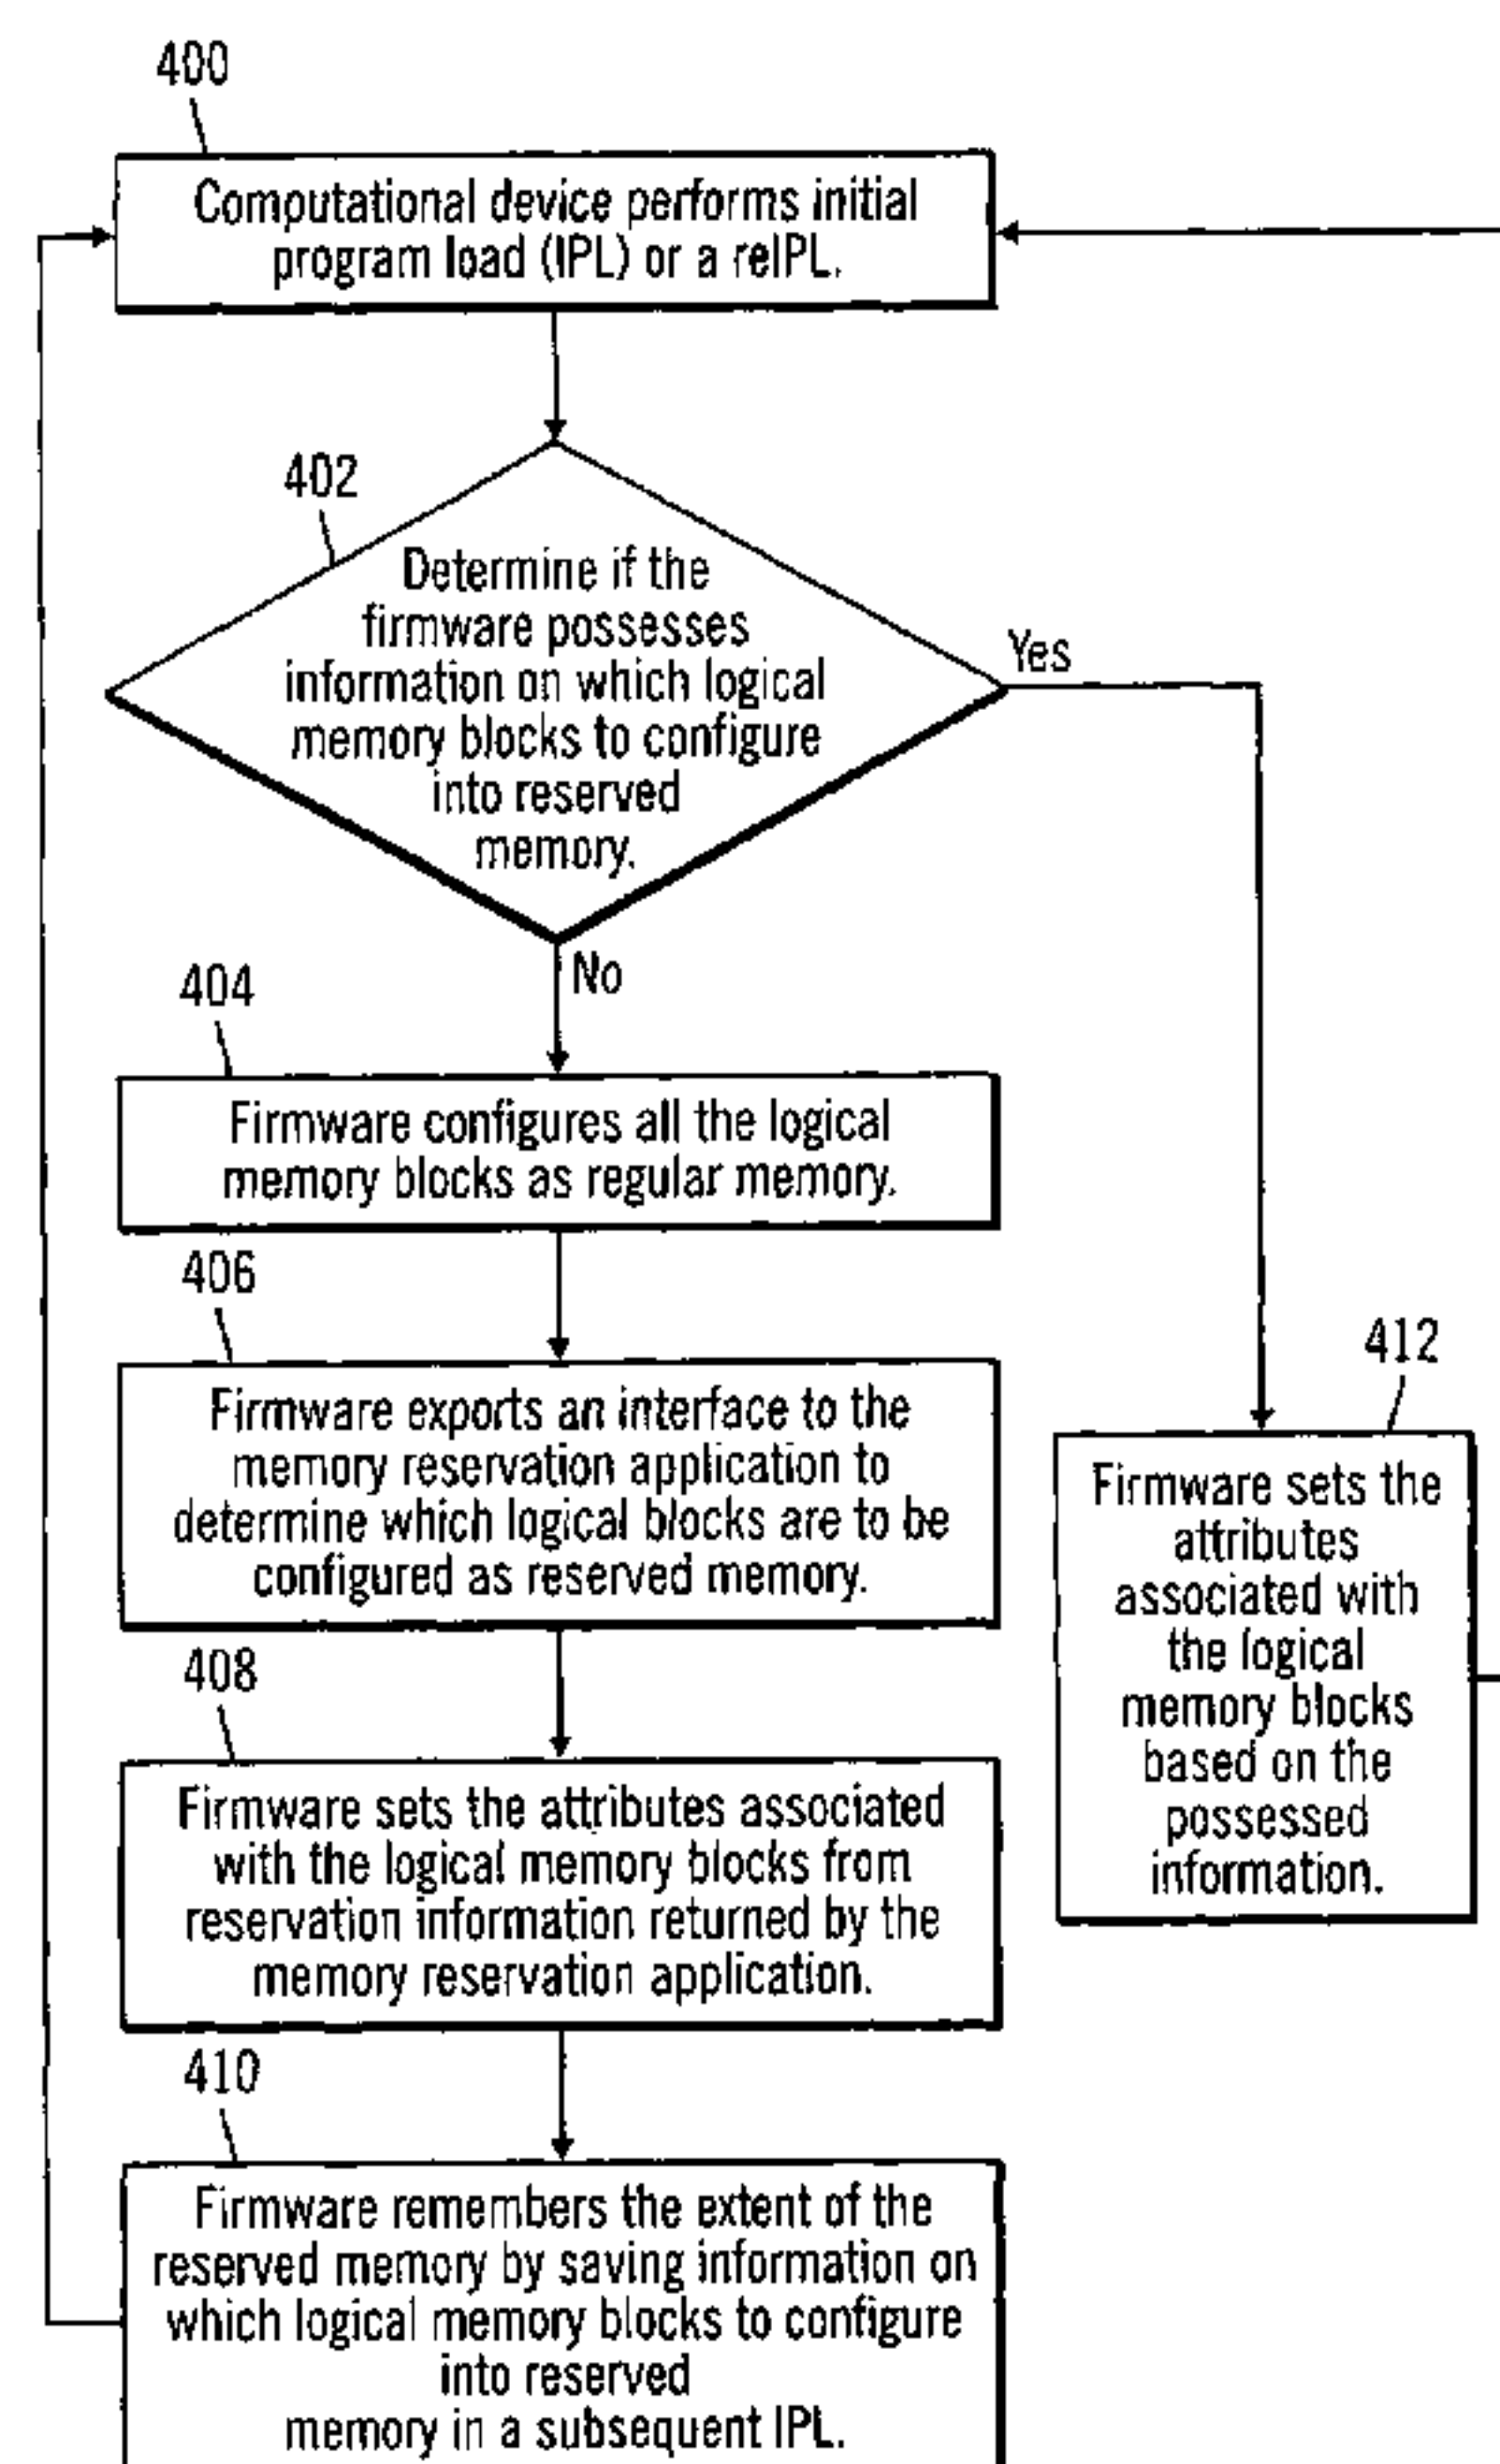 400
Computational device performs initial
program load (IPL) or a reIPL.
402
Determine if the
firmware possesses
information on which logical
memory blocks to configure
into reserved
memory.
Yes
No
404
Firmware configures all the logical
memory blocks as regular memory.
406
Firmware exports an interface to the
memory reservation application to
determine which logical blocks are to be
configured as reserved memory.
412
Firmware sets the
attributes
associated with
the logical
memory blocks
based on the
possessed
information.
408
Firmware sets the attributes associated
with the logical memory blocks from
reservation information returned by the
memory reservation application.
410
Firmware remembers the extent of the
reserved memory by saving information on
which logical memory blocks to configure
into reserved
memory in a subsequent IPL.